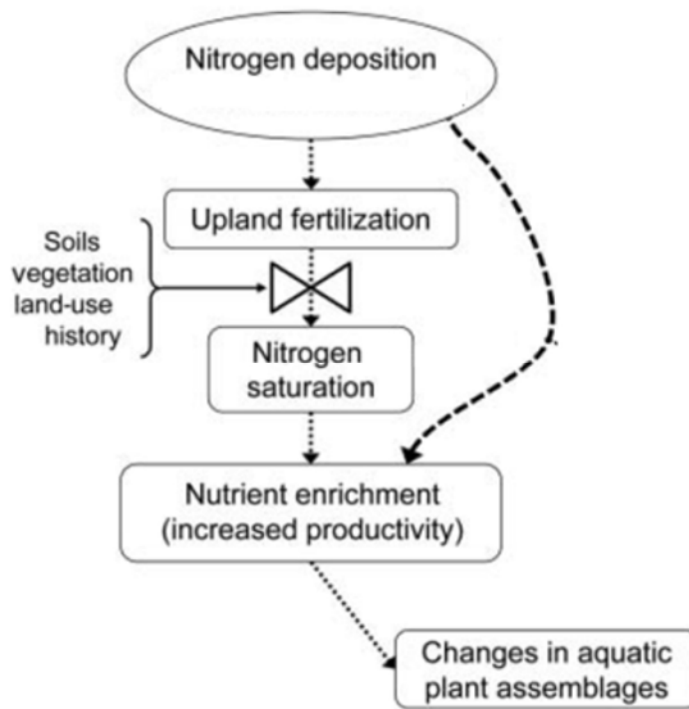 Nitrogen deposition
Upland fertilization
Soils
vegetation
land-use
history
Nitrogen
saturation
Nutrient enrichment
(increased productivity)
Changes in aquatic
plant assemblages